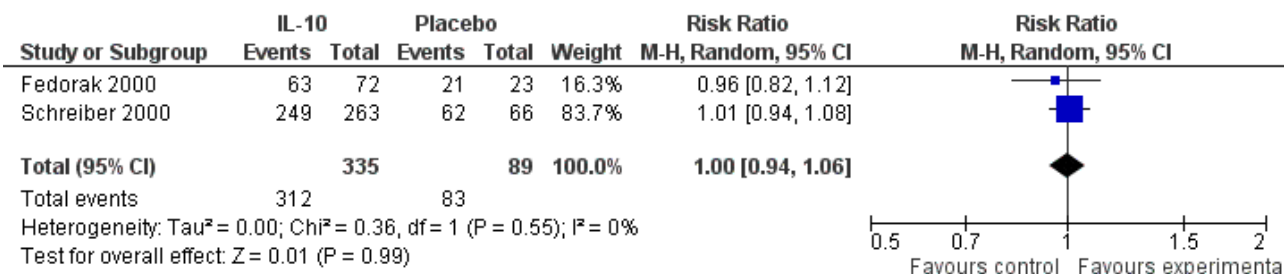 IL-10 Placebo Risk Ratio Risk Ratio
Study or Subgroup Events Total Events Total Weight M-H, Random, 95% CI M-H, Random, 95% CI
Fedorak 2000 63 72 21 23 16.3% 0.96 [0.82, 1.12]
Schreiber 2000 249 263 62 66 83.7% 1.01 [0.94, 1.08]
Total (95% CI) 335 89 100.0% 1.00 [0.94, 1.06]
Total events 312 83
Heterogeneity: Tau² = 0.00; Chi² = 0.36, df = 1 (P = 0.55); I² = 0%
Test for overall effect: Z = 0.01 (P = 0.99)
0.5 0.7 1 1.5 2
Favours control Favours experimenta